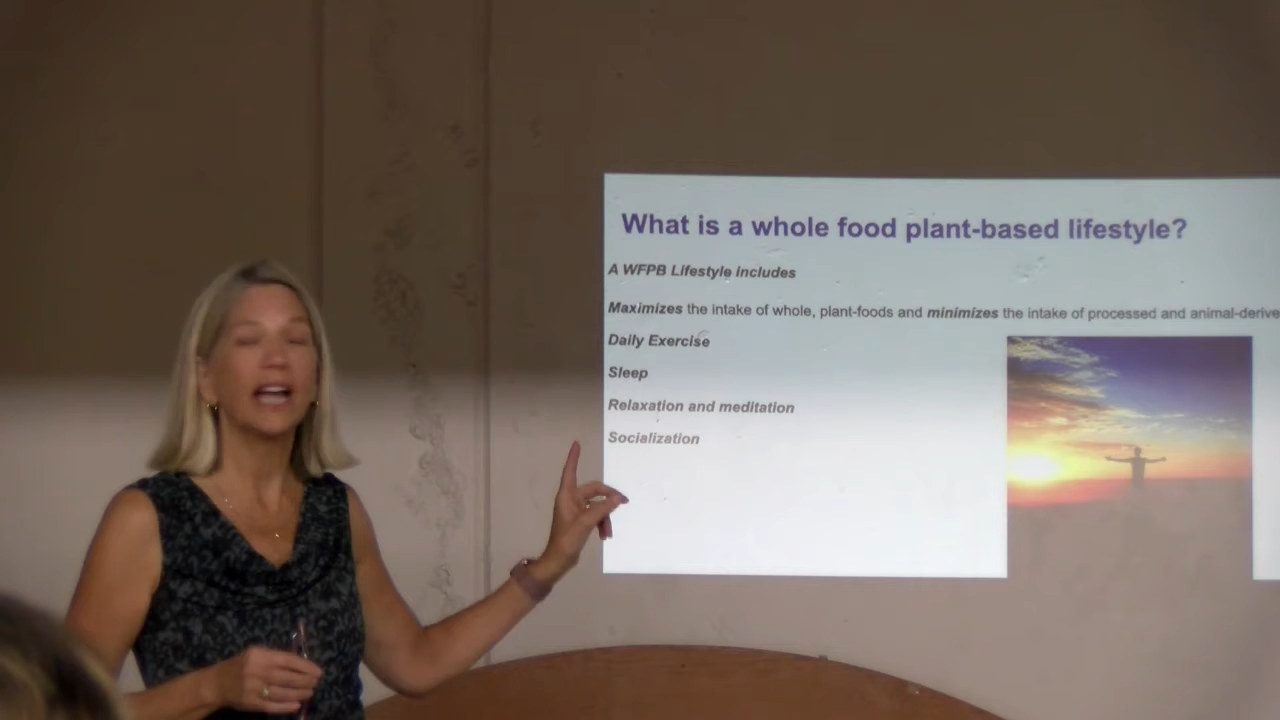 What is a whole food plant-based lifestyle?
A WFPB Lifestyle Includes
Maximizes the intake of whole, plant-foods and minimizes the intake of processed and animal-derive
Daily Exercise
Sleep
Relaxation and meditation
Socialization